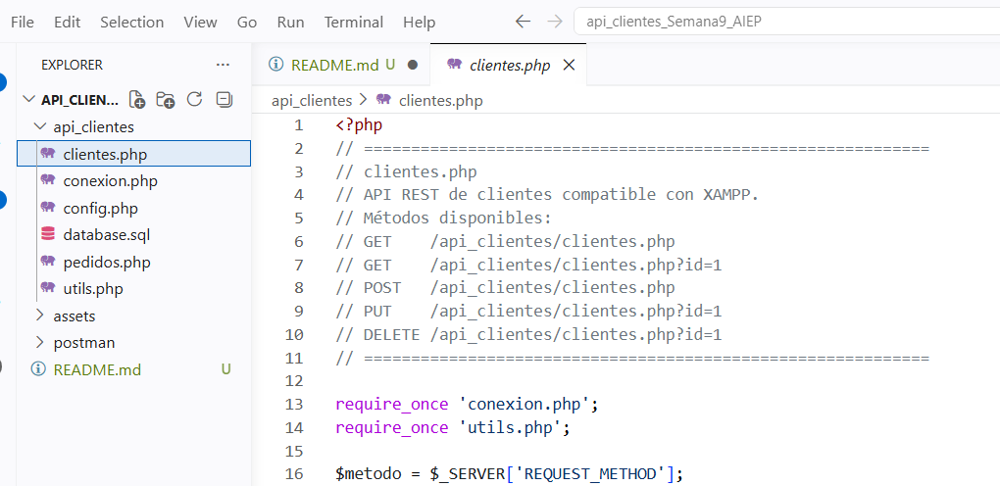 File Edit Selection View Go Run Terminal Help
api_clientes_Semana9_AIEP
EXPLORER
API_CLIEN...
api_clientes
clientes.php
conexion.php
config.php
database.sql
pedidos.php
utils.php
assets
postman
README.md U
README.md U
clientes.php
api_clientes > clientes.php
1 <?php
2 // ============================================================
3 // clientes.php
4 // API REST de clientes compatible con XAMPP.
5 // Métodos disponibles:
6 // GET    /api_clientes/clientes.php
7 // GET    /api_clientes/clientes.php?id=1
8 // POST   /api_clientes/clientes.php
9 // PUT    /api_clientes/clientes.php?id=1
10 // DELETE /api_clientes/clientes.php?id=1
11 // ============================================================
12
13 require_once 'conexion.php';
14 require_once 'utils.php';
15
16 $metodo = $_SERVER['REQUEST_METHOD'];